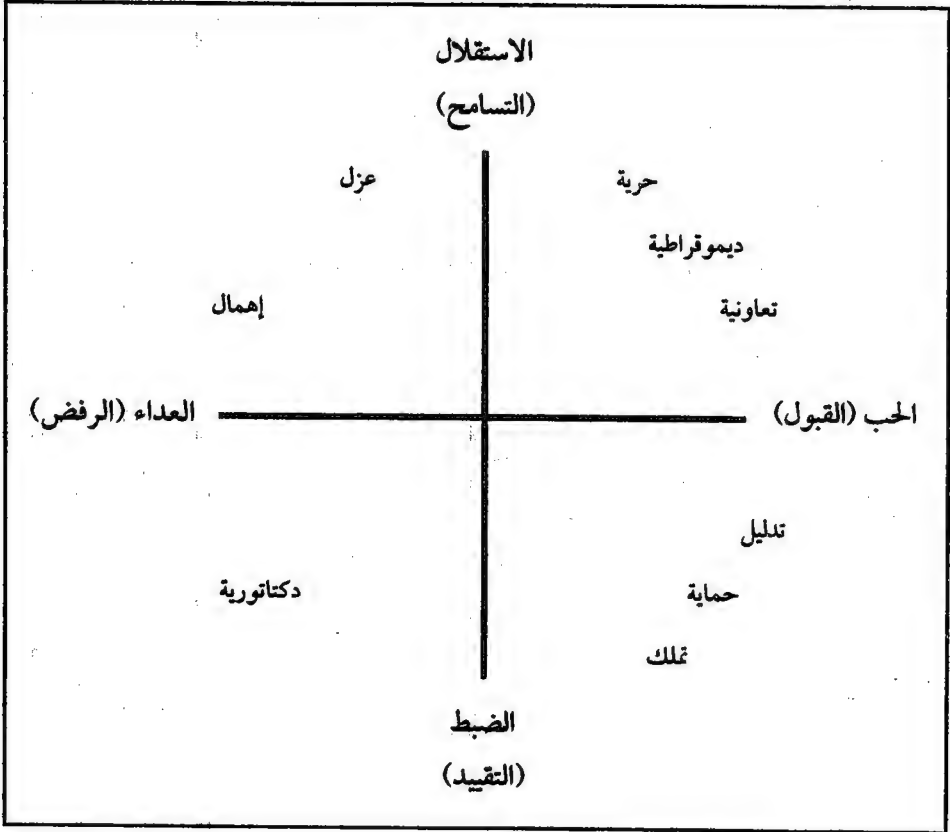 الاستقلال
(التسامح)
حرية
عزل
ديموقراطية
تعاونية
إهمال
الحب (القبول)
العداء (الرفض)
تدليل
حماية
دكتاتورية
تملك
الضبط
(التقييد)